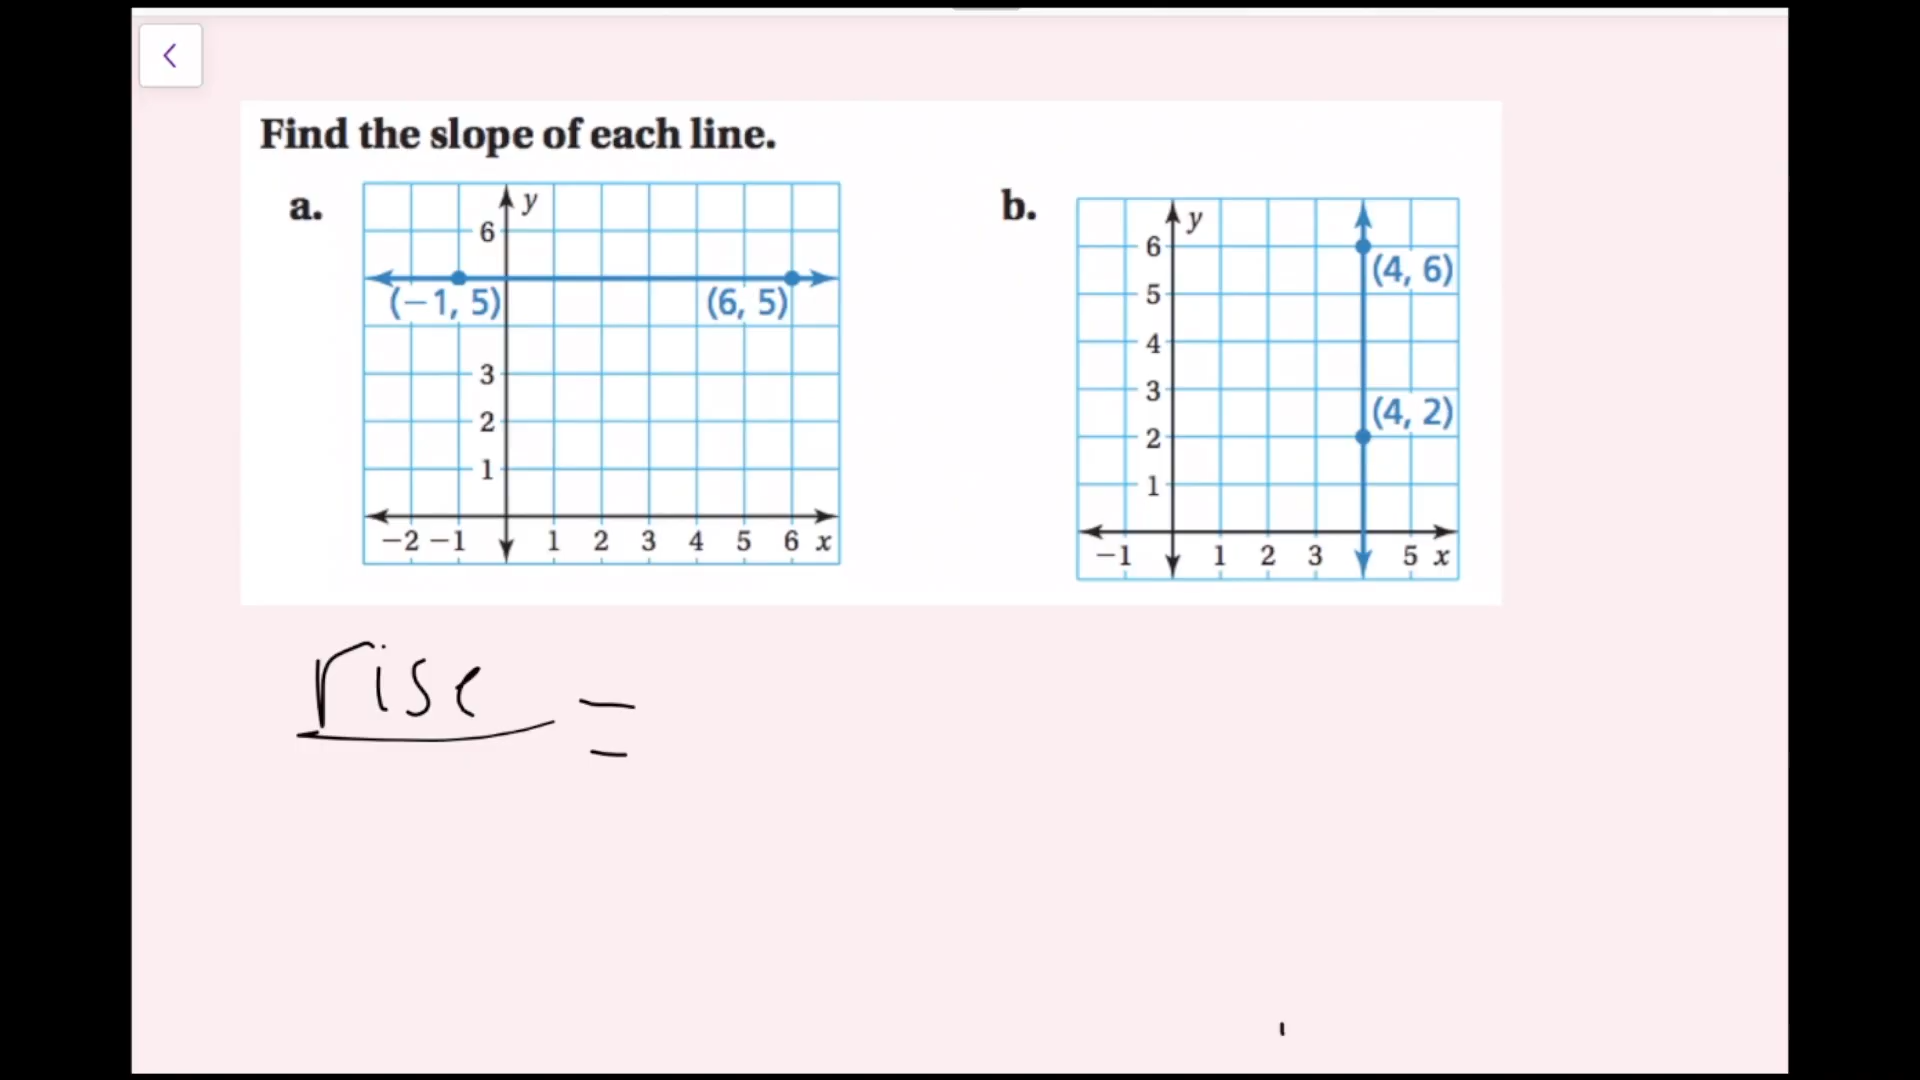 Find the slope of each line.
a.
y
6
(−1, 5)
(6, 5)
3
2
1
−2 −1 1 2 3 4 5 6 x
b.
y
6
(4, 6)
5
4
3
(4, 2)
2
1
−1 1 2 3 5 x
rise =